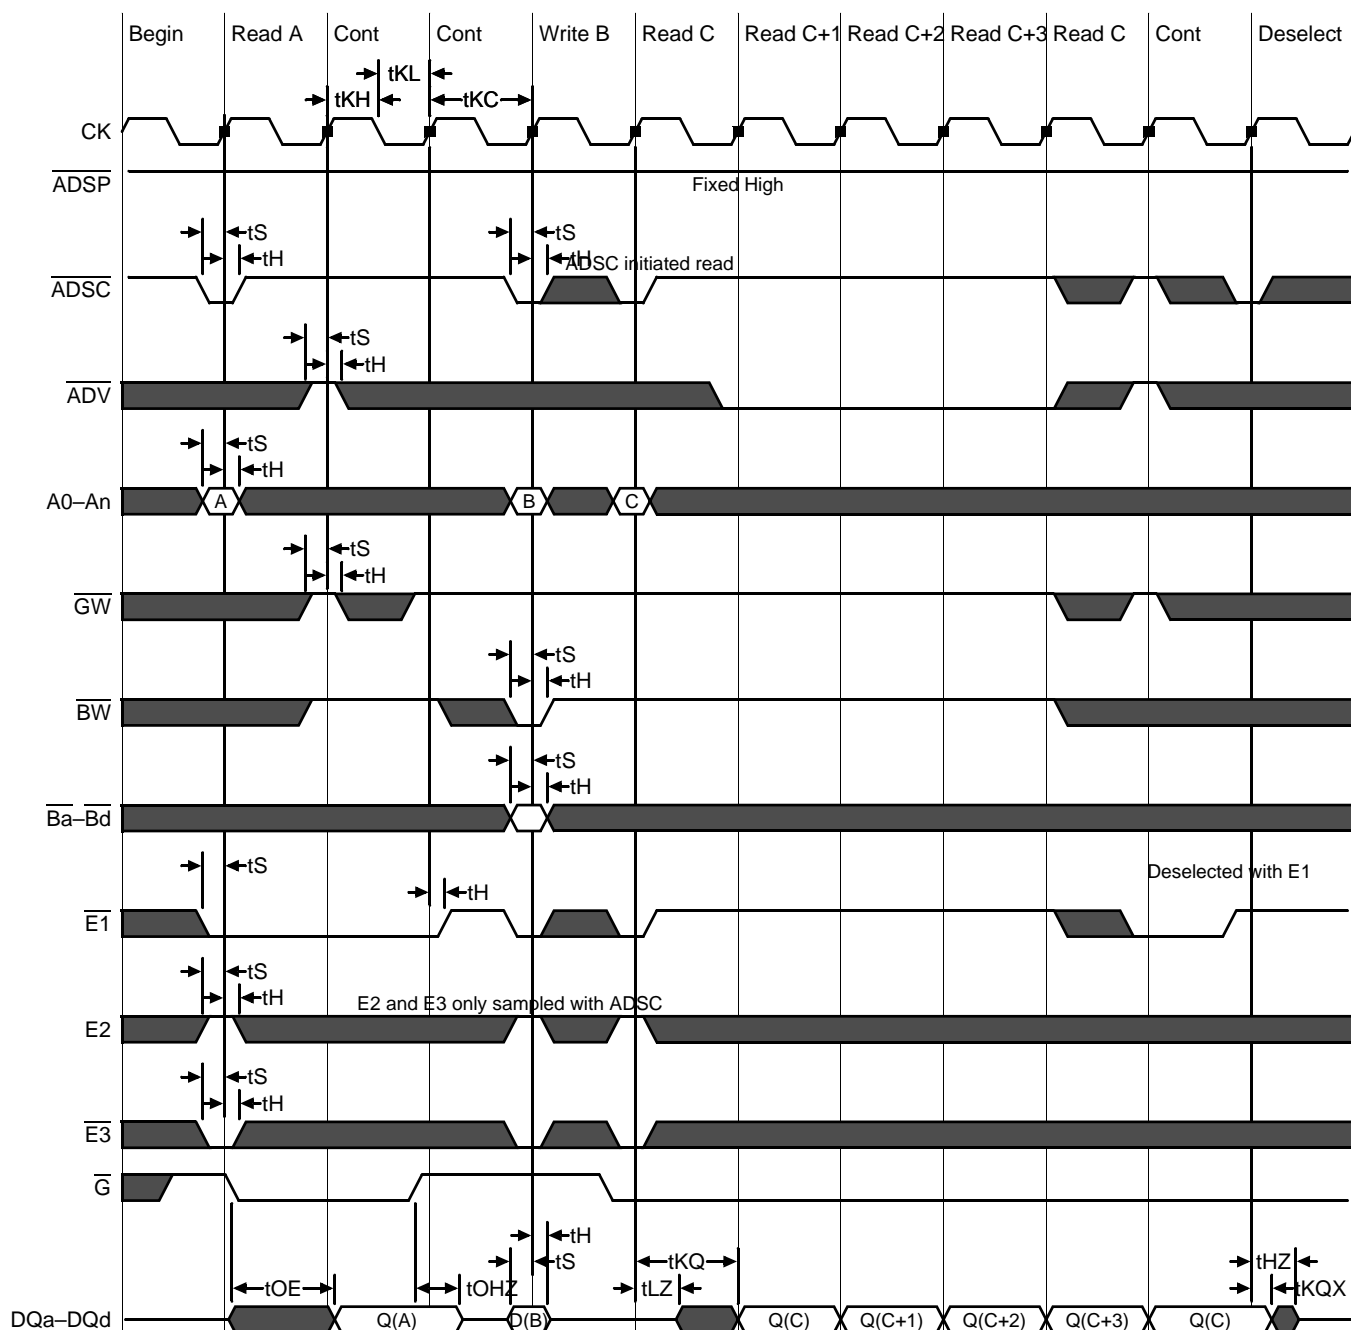 Begin Read A Cont Cont Write B Read C Read C+1 Read C+2 Read C+3 Read C Cont Deselect
tKL
tKH tKC
CK
ADSP
Fixed High
tS tS
tH tH
ADSC initiated read
ADSC
tS
tH
ADV
tS
tH
A0–An A B C
tS
tH
GW
tS
tH
BW
tS
tH
Ba–Bd
tS
Deselected with E1
tH
E1
tS
tH
E2 and E3 only sampled with ADSC
E2
tS
tH
E3
G
tH
tS tKQ tHZ
tOE tOHZ tLZ tKQX
DQa–DQd Q(A) D(B) Q(C) Q(C+1) Q(C+2) Q(C+3) Q(C)